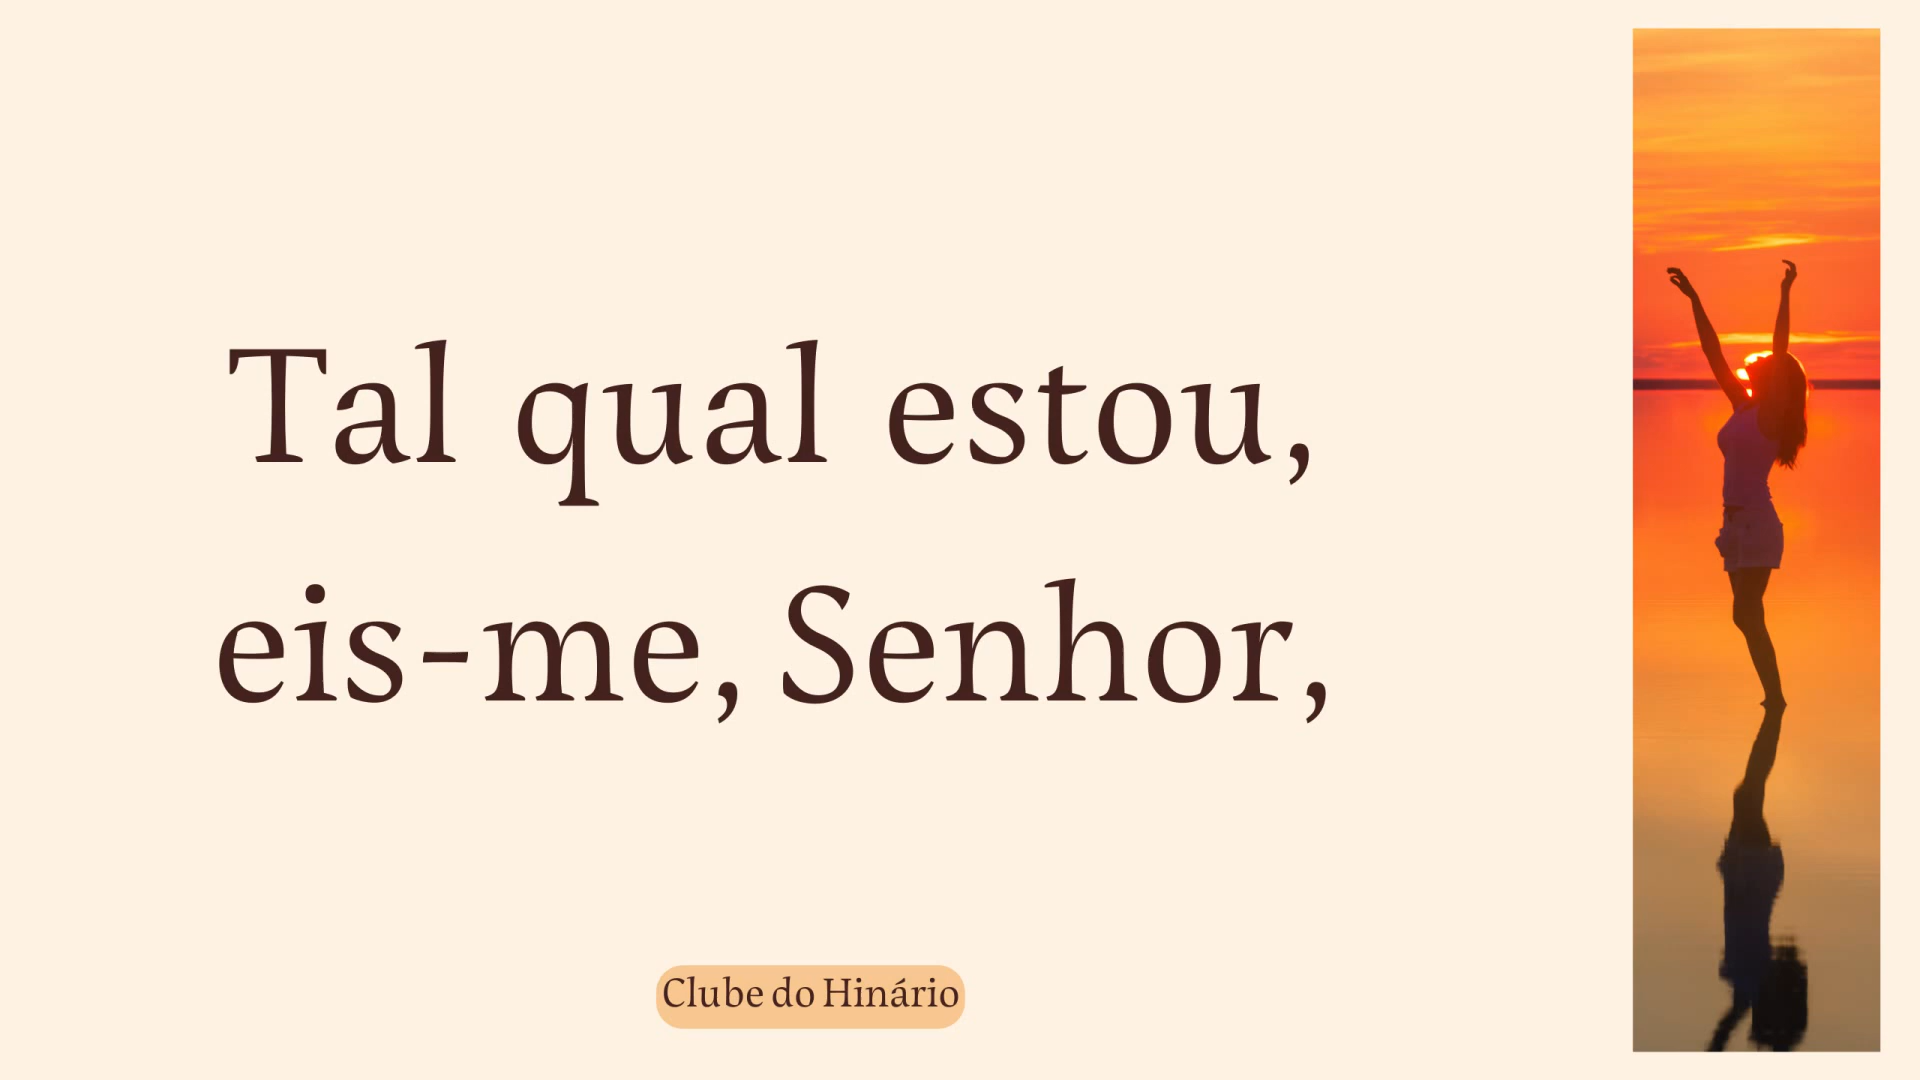 Tal qual estou,
eis-me, Senhor,
Clube do Hinário